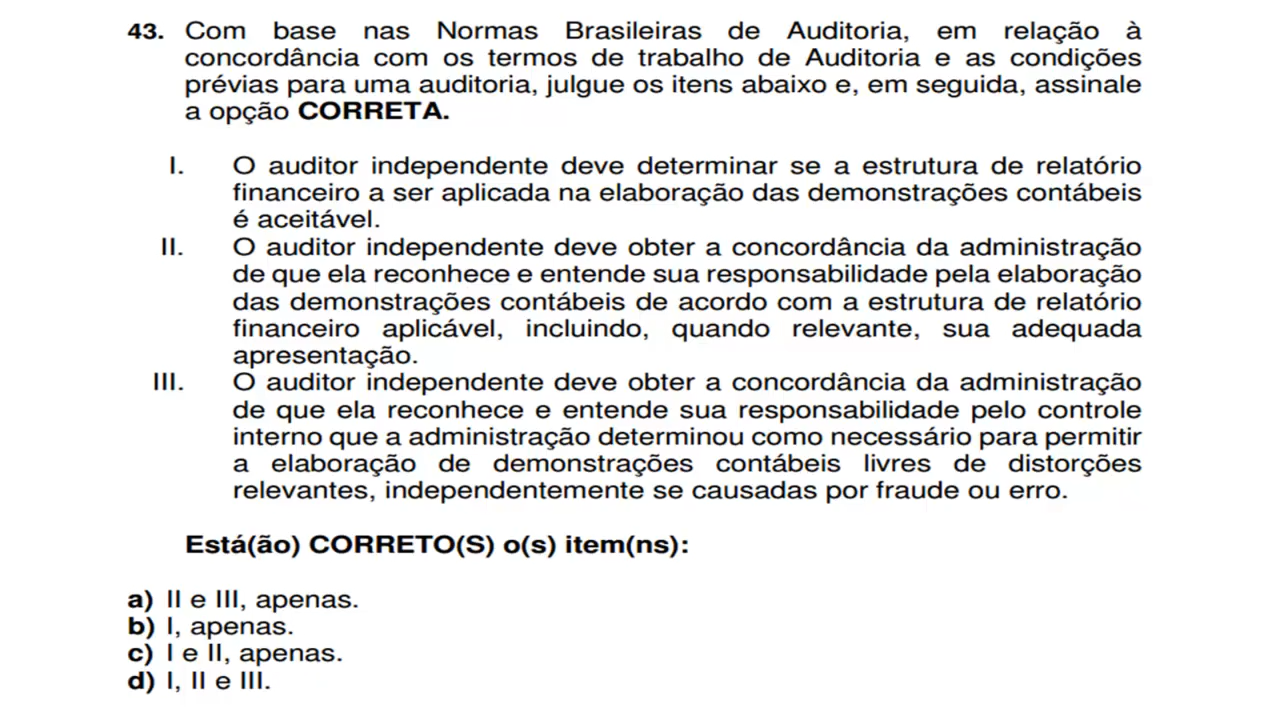 43. Com base nas Normas Brasileiras de Auditoria, em relação à
concordância com os termos de trabalho de Auditoria e as condições
prévias para uma auditoria, julgue os itens abaixo e, em seguida, assinale
a opção CORRETA.
I. O auditor independente deve determinar se a estrutura de relatório
financeiro a ser aplicada na elaboração das demonstrações contábeis
é aceitável.
II. O auditor independente deve obter a concordância da administração
de que ela reconhece e entende sua responsabilidade pela elaboração
das demonstrações contábeis de acordo com a estrutura de relatório
financeiro aplicável, incluindo, quando relevante, sua adequada
apresentação.
III. O auditor independente deve obter a concordância da administração
de que ela reconhece e entende sua responsabilidade pelo controle
interno que a administração determinou como necessário para permitir
a elaboração de demonstrações contábeis livres de distorções
relevantes, independentemente se causadas por fraude ou erro.
Está(ão) CORRETO(S) o(s) item(ns):
a) II e III, apenas.
b) I, apenas.
c) I e II, apenas.
d) I, II e III.